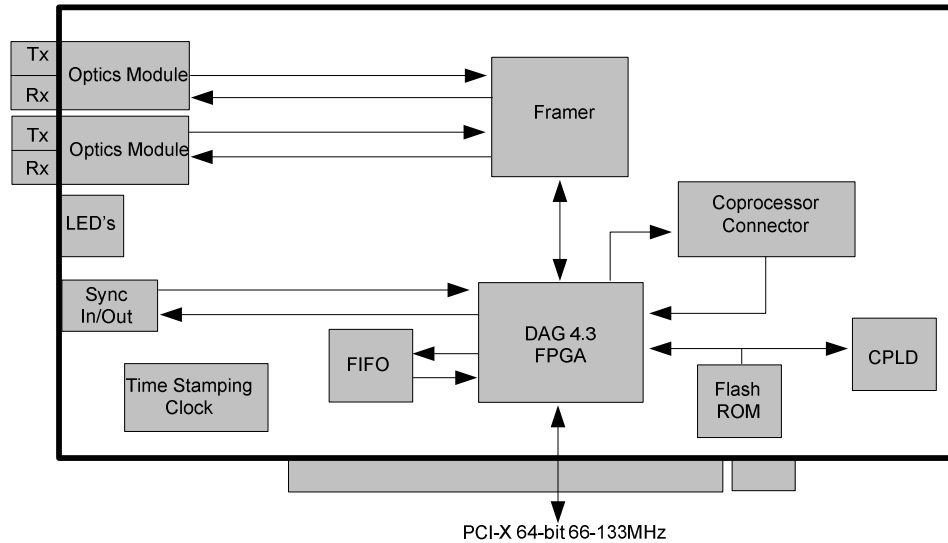 Tx
Optics Module
Rx
Tx
Optics Module
Rx
Framer
LED's
Coprocessor
Connector
Sync
In/Out
DAG 4.3
FPGA
FIFO
CPLD
Time Stamping
Clock
Flash
ROM
PCI-X 64-bit 66-133MHz